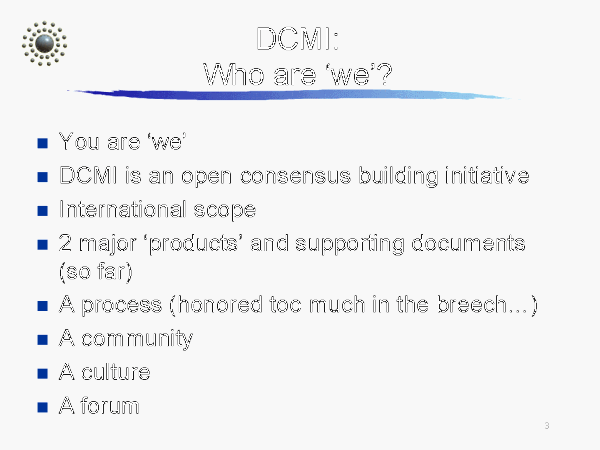 DCMI:
Who are ‘we’?
You are ‘we’
DCMI is an open consensus building initiative
International scope
2 major ‘products’ and supporting documents
(so far)
A process (honored too much in the breech…)
A community
A culture
A forum
3